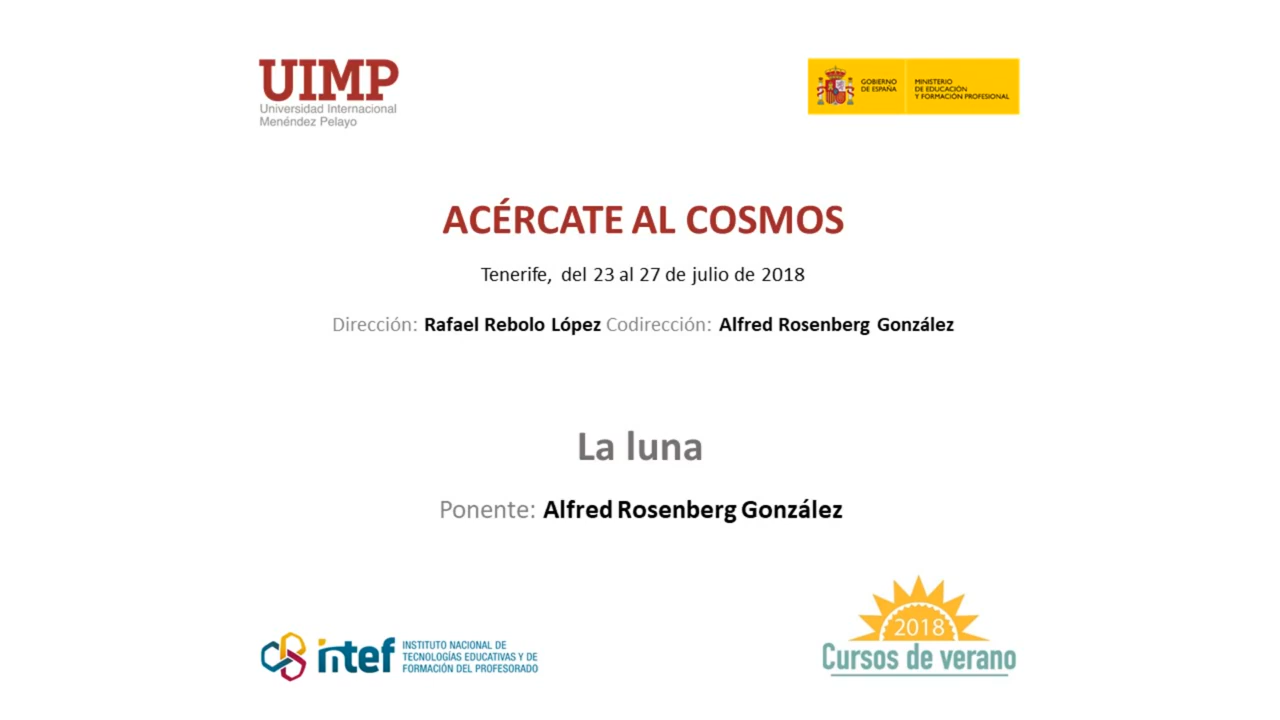 UIMP
Universidad Internacional
Menéndez Pelayo
GOBIERNO
DE ESPAÑA
MINISTERIO
DE EDUCACIÓN
Y FORMACIÓN PROFESIONAL
ACÉRCATE AL COSMOS
Tenerife, del 23 al 27 de julio de 2018
Dirección: Rafael Rebolo López Codirección: Alfred Rosenberg González
La luna
Ponente: Alfred Rosenberg González
intef
INSTITUTO NACIONAL DE
TECNOLOGÍAS EDUCATIVAS Y DE
FORMACIÓN DEL PROFESORADO
2018
Cursos de verano